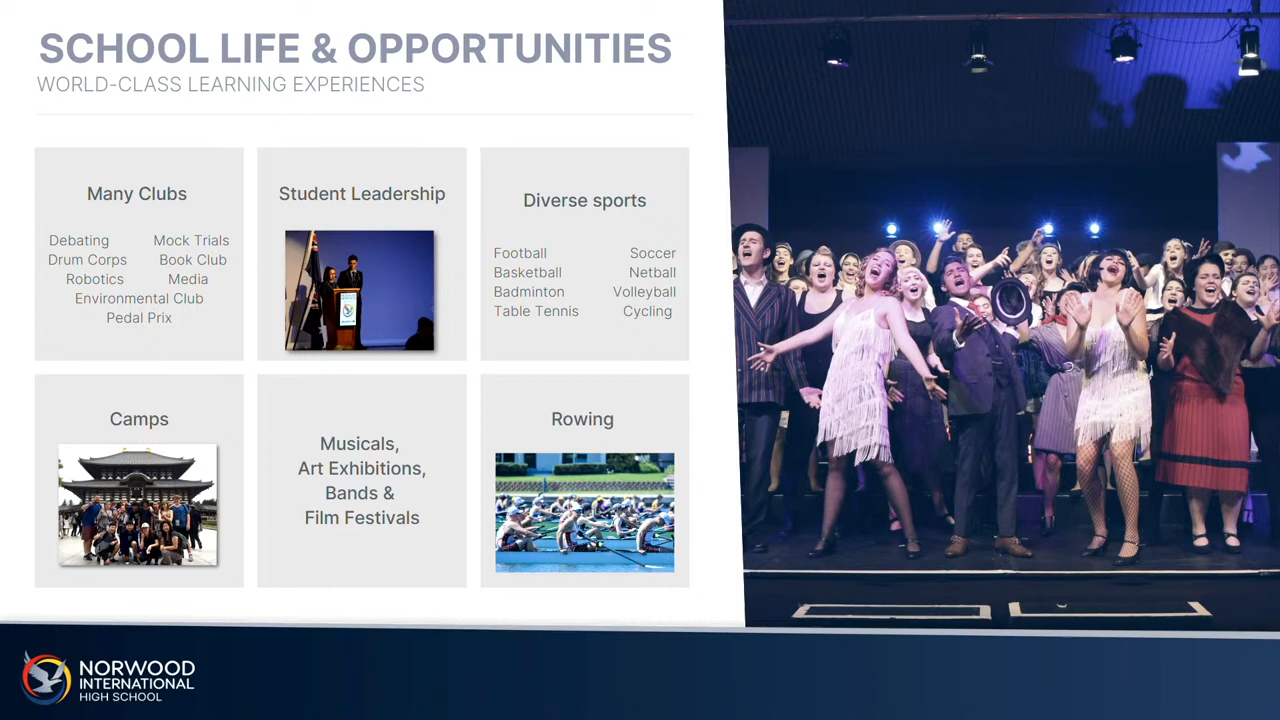 SCHOOL LIFE & OPPORTUNITIES
WORLD-CLASS LEARNING EXPERIENCES
Many Clubs
Debating Mock Trials
Drum Corps Book Club
Robotics Media
Environmental Club
Pedal Prix
Student Leadership
Diverse sports
Football Soccer
Basketball Netball
Badminton Volleyball
Table Tennis Cycling
Camps
Musicals,
Art Exhibitions,
Bands &
Film Festivals
Rowing
NORWOOD
INTERNATIONAL
HIGH SCHOOL